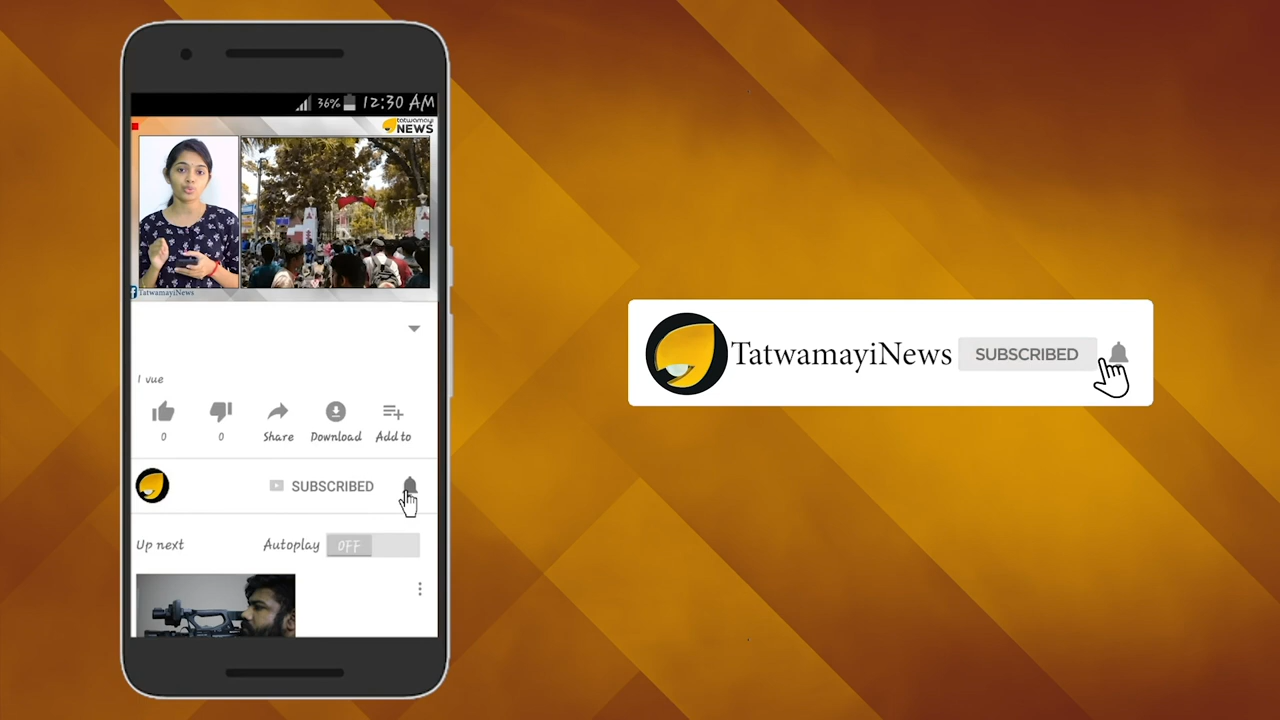 36% 12:30 AM
tatwamayi
NEWS
TatwamayiNews
1 vue
0 0 Share Download Add to
SUBSCRIBED
Up next Autoplay OFF
TatwamayiNews SUBSCRIBED